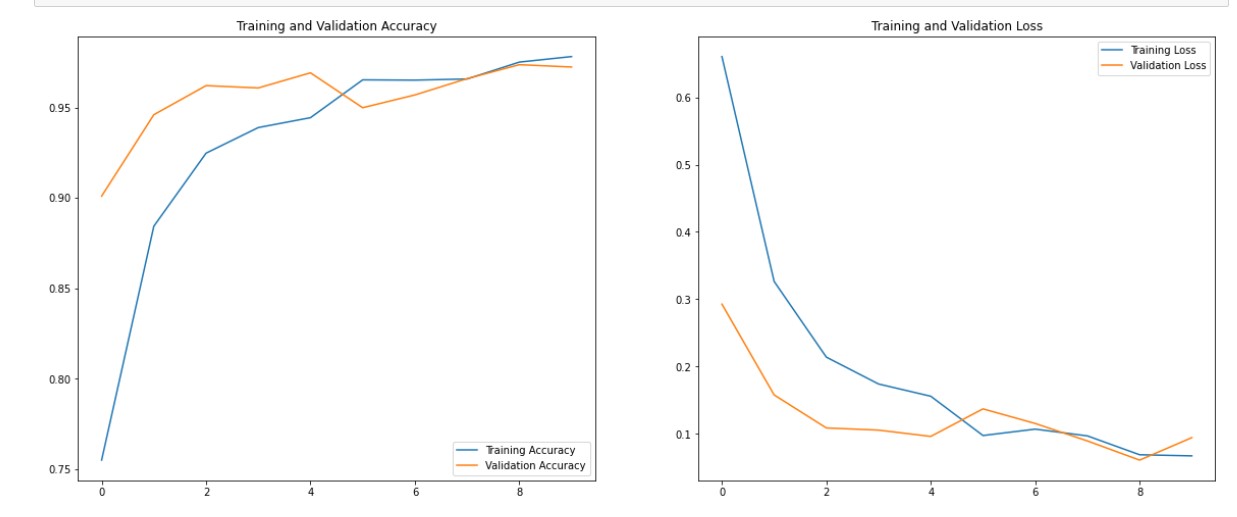 Training and Validation Accuracy
0.95
0.90
0.85
0.80
0.75
0 2 4 6 8
Training Accuracy
Validation Accuracy
Training and Validation Loss
0.6
0.5
0.4
0.3
0.2
0.1
0 2 4 6 8
Training Loss
Validation Loss